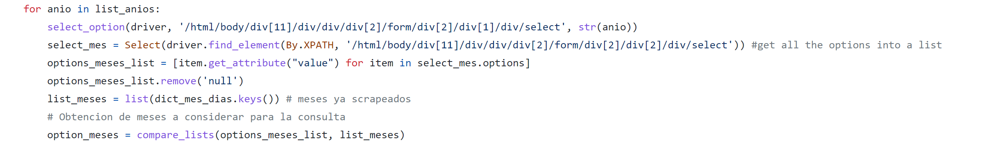 for anio in list_anios:
    select_option(driver, '/html/body/div[11]/div/div/div[2]/form/div[2]/div[1]/div/select', str(anio))
    select_mes = Select(driver.find_element(By.XPATH, '/html/body/div[11]/div/div/div[2]/form/div[2]/div[2]/div/select')) #get all the options into a list
    options_meses_list = [item.get_attribute("value") for item in select_mes.options]
    options_meses_list.remove('null')
    list_meses = list(dict_mes_dias.keys()) # meses ya scrapeados
    # Obtencion de meses a considerar para la consulta
    option_meses = compare_lists(options_meses_list, list_meses)